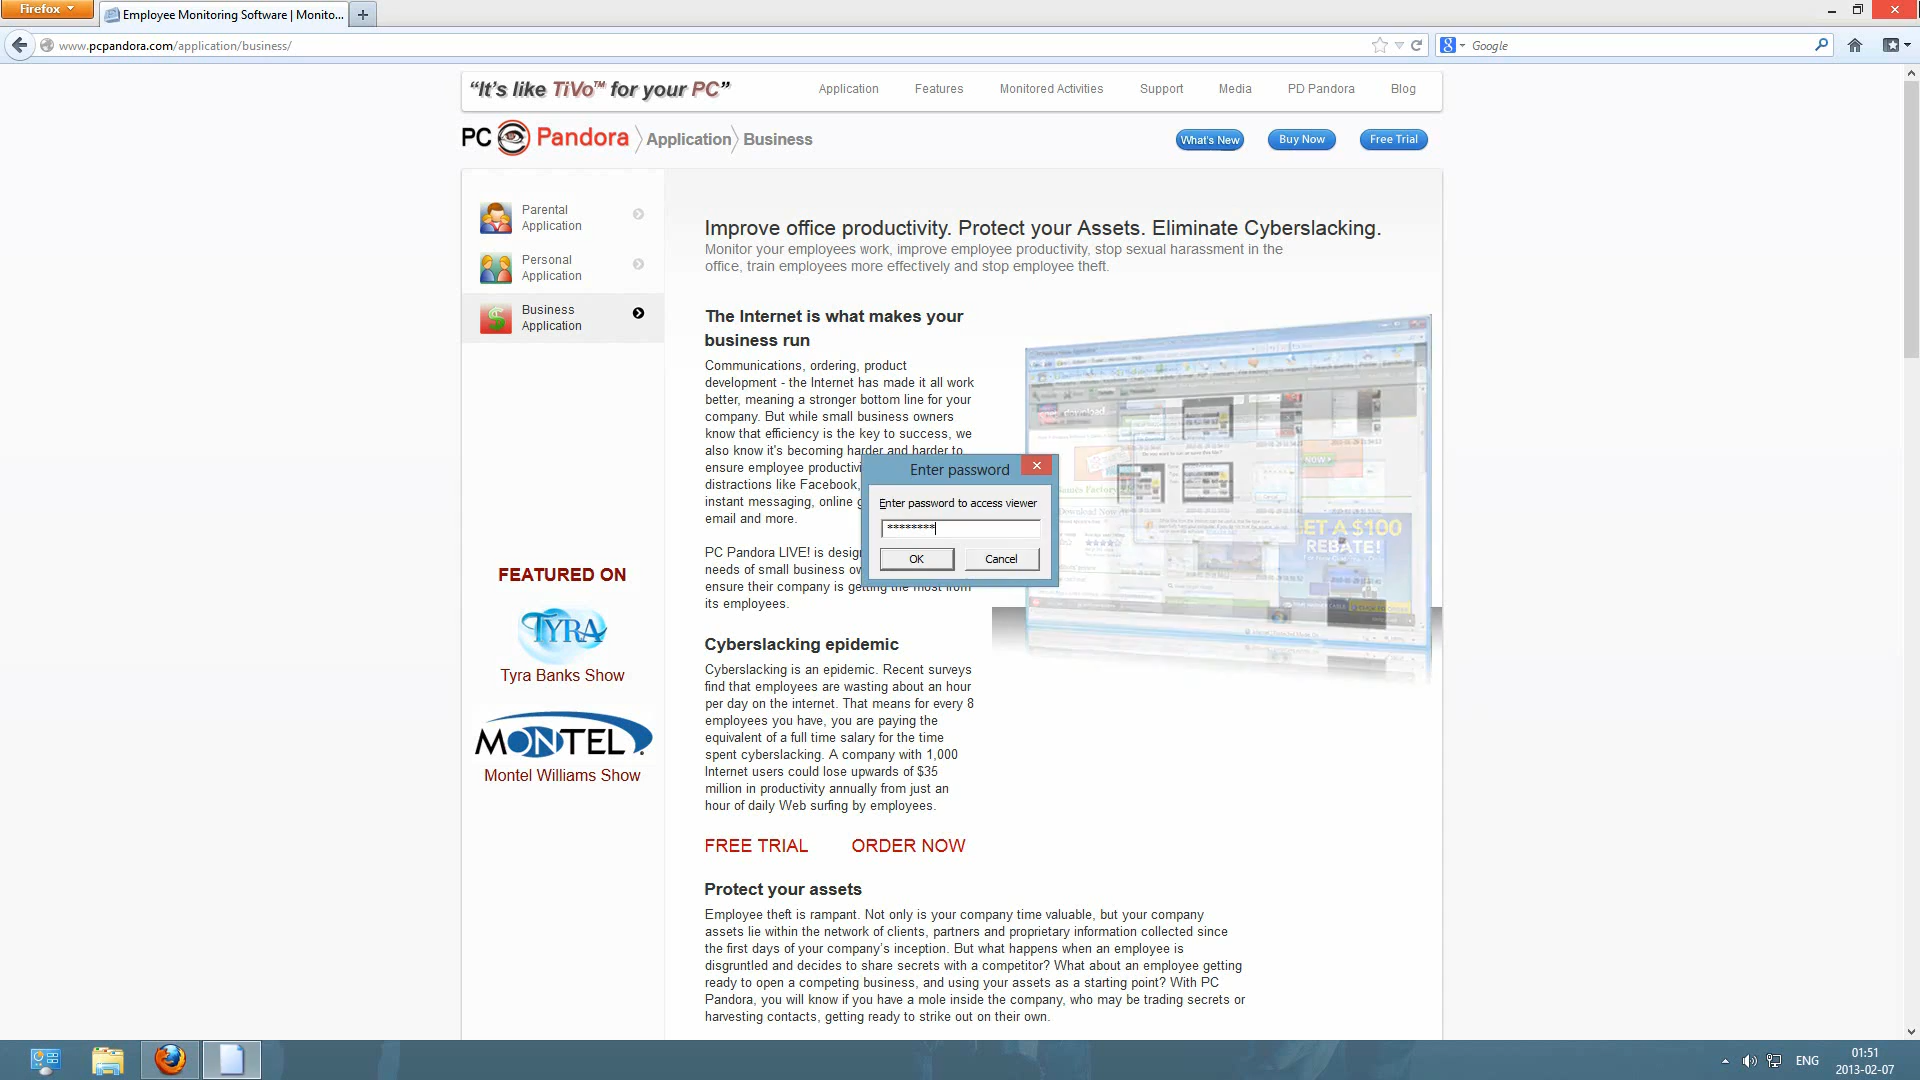 Firefox
Employee Monitoring Software | Monito...
www.pcpandora.com/application/business/
Google
“It’s like TiVo™ for your PC”
Application
Features
Monitored Activities
Support
Media
PD Pandora
Blog
PC Pandora
Application
Business
What's New
Buy Now
Free Trial
Parental
Application
Personal
Application
Business
Application
FEATURED ON
TYRA
Tyra Banks Show
MONTEL
Montel Williams Show
Improve office productivity. Protect your Assets. Eliminate Cyberslacking.
Monitor your employees work, improve employee productivity, stop sexual harassment in the
office, train employees more effectively and stop employee theft.
The Internet is what makes your
business run
Communications, ordering, product
development - the Internet has made it all work
better, meaning a stronger bottom line for your
company. But while small business owners
know that efficiency is the key to success, we
also know it's becoming harder and harder to
ensure employee productivi
distractions like Facebook,
instant messaging, online g
email and more.
PC Pandora LIVE! is desig
needs of small business ow
ensure their company is getting the most from
its employees.
Enter password
Enter password to access viewer
********
OK
Cancel
GET A $100
REBATE!
Cyberslacking epidemic
Cyberslacking is an epidemic. Recent surveys
find that employees are wasting about an hour
per day on the internet. That means for every 8
employees you have, you are paying the
equivalent of a full time salary for the time
spent cyberslacking. A company with 1,000
Internet users could lose upwards of $35
million in productivity annually from just an
hour of daily Web surfing by employees.
FREE TRIAL
ORDER NOW
Protect your assets
Employee theft is rampant. Not only is your company time valuable, but your company
assets lie within the network of clients, partners and proprietary information collected since
the first days of your company's inception. But what happens when an employee is
disgruntled and decides to share secrets with a competitor? What about an employee getting
ready to open a competing business, and using your assets as a starting point? With PC
Pandora, you will know if you have a mole inside the company, who may be trading secrets or
harvesting contacts, getting ready to strike out on their own.
ENG
01:51
2013-02-07